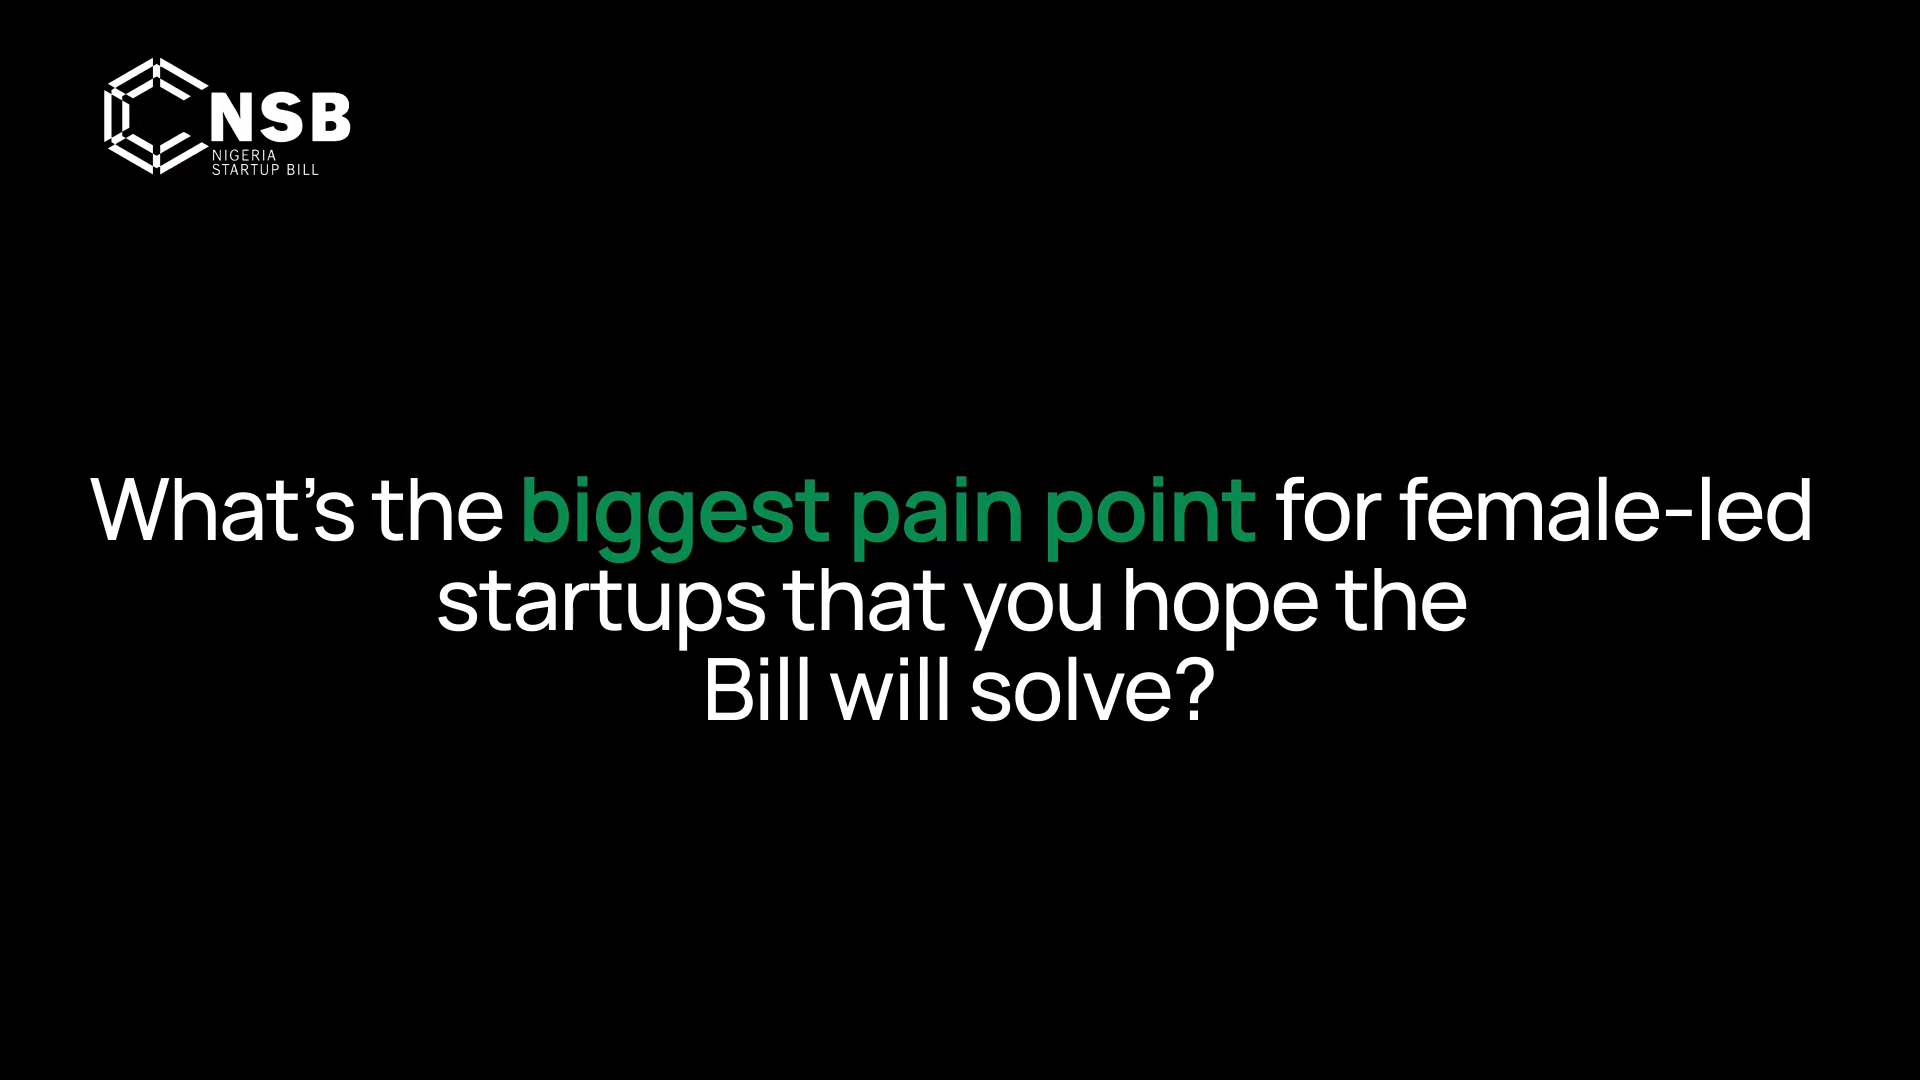 NSB
NIGERIA
STARTUP BILL
What’s the biggest pain point for female-led
startups that you hope the
Bill will solve?